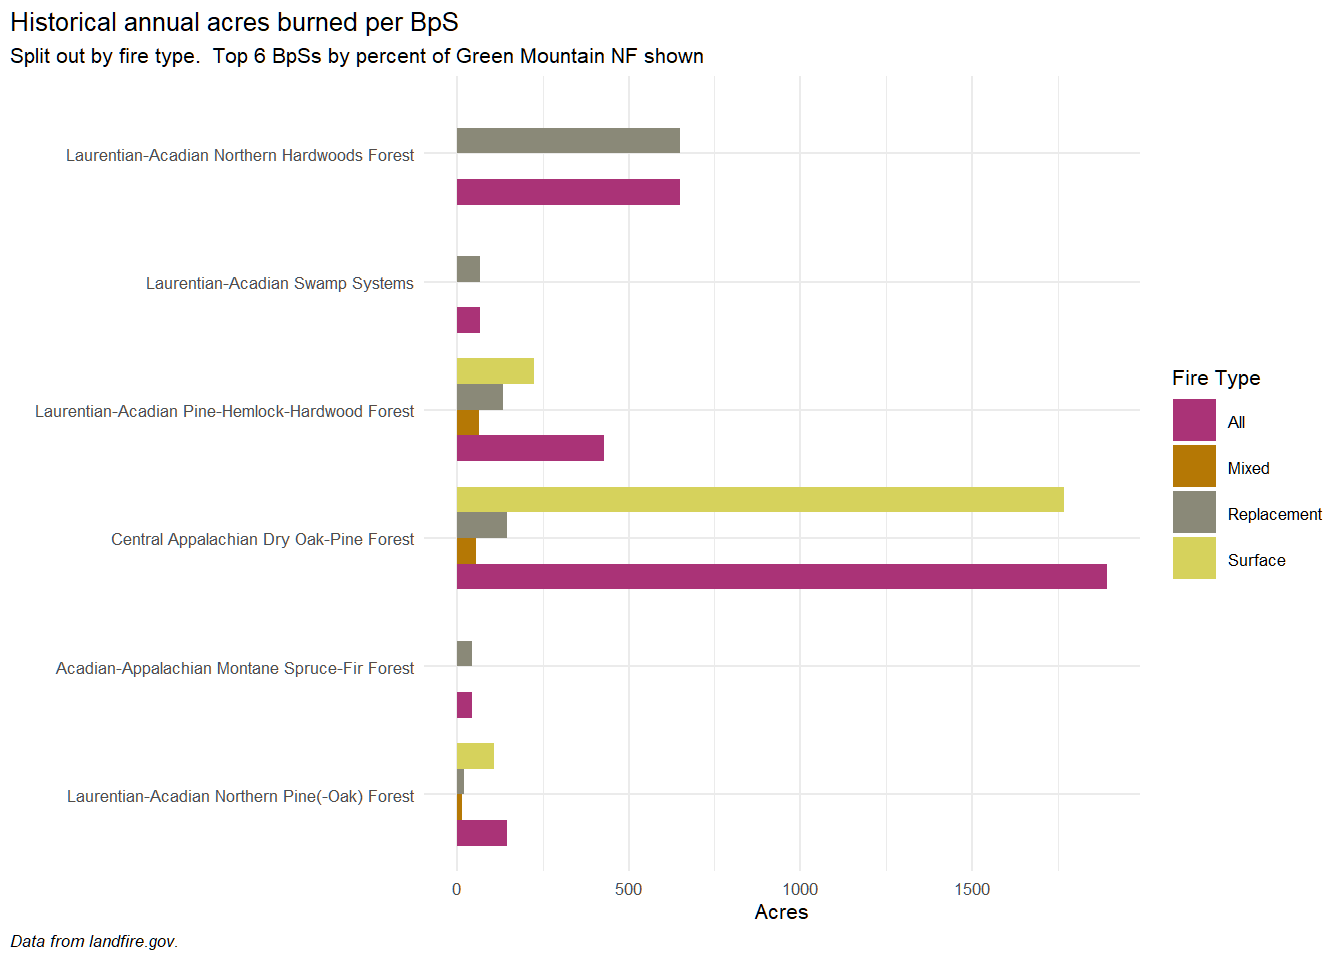 Historical annual acres burned per BpS
Split out by fire type.  Top 6 BpSs by percent of Green Mountain NF shown
Laurentian-Acadian Northern Hardwoods Forest
Laurentian-Acadian Swamp Systems
Laurentian-Acadian Pine-Hemlock-Hardwood Forest
Central Appalachian Dry Oak-Pine Forest
Acadian-Appalachian Montane Spruce-Fir Forest
Laurentian-Acadian Northern Pine(-Oak) Forest
0 500 1000 1500
Acres
Fire Type
All
Mixed
Replacement
Surface
Data from landfire.gov.